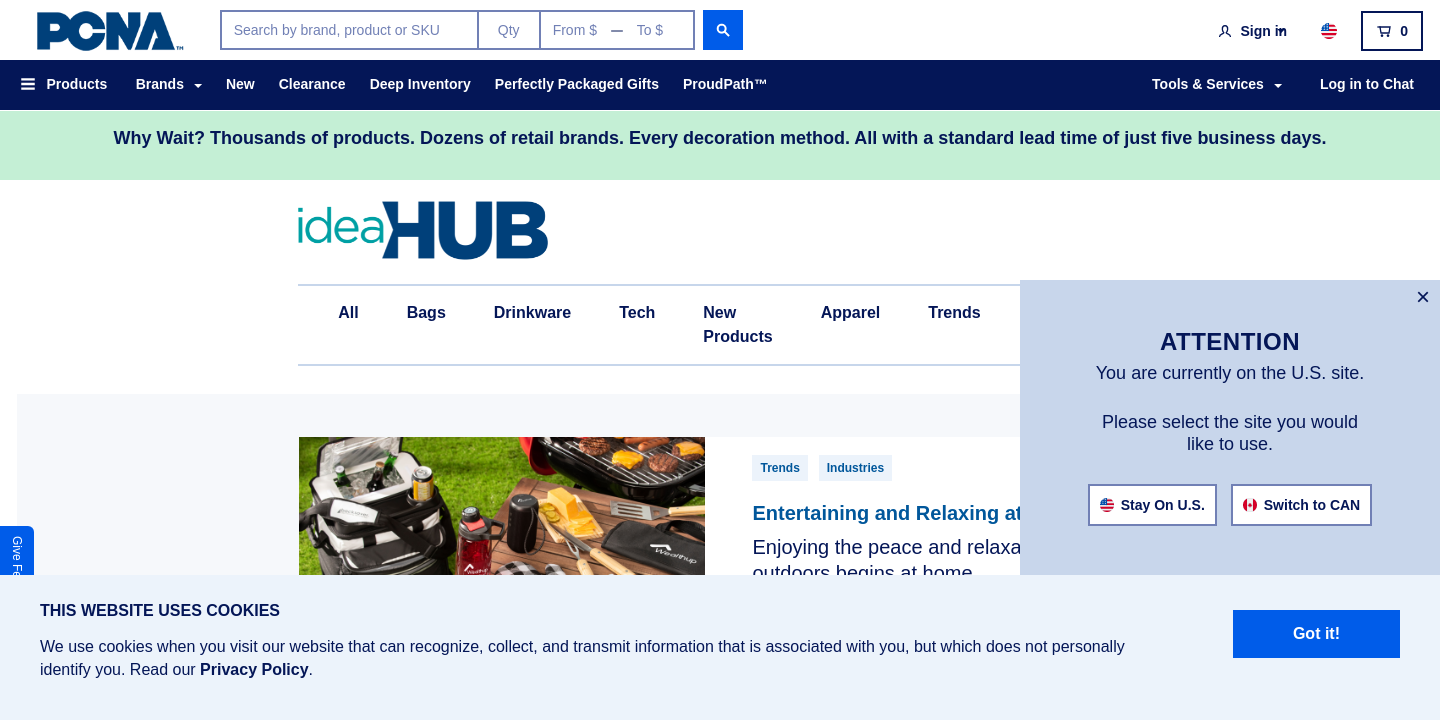 PCNA™
Search by brand, product or SKU
Qty
From $ — To $
Sign in
0
Products
Brands
New
Clearance
Deep Inventory
Perfectly Packaged Gifts
ProudPath™
Tools & Services
Log in to Chat
Why Wait? Thousands of products. Dozens of retail brands. Every decoration method. All with a standard lead time of just five business days.
ideaHUB
All
Bags
Drinkware
Tech
New
Products
Apparel
Trends
×
ATTENTION
You are currently on the U.S. site.
Please select the site you would
like to use.
Stay On U.S.
Switch to CAN
Trends
Industries
Entertaining and Relaxing at
Enjoying the peace and relaxa
outdoors begins at home
Wealthup
Give Fe
THIS WEBSITE USES COOKIES
We use cookies when you visit our website that can recognize, collect, and transmit information that is associated with you, but which does not personally
identify you. Read our Privacy Policy.
Got it!